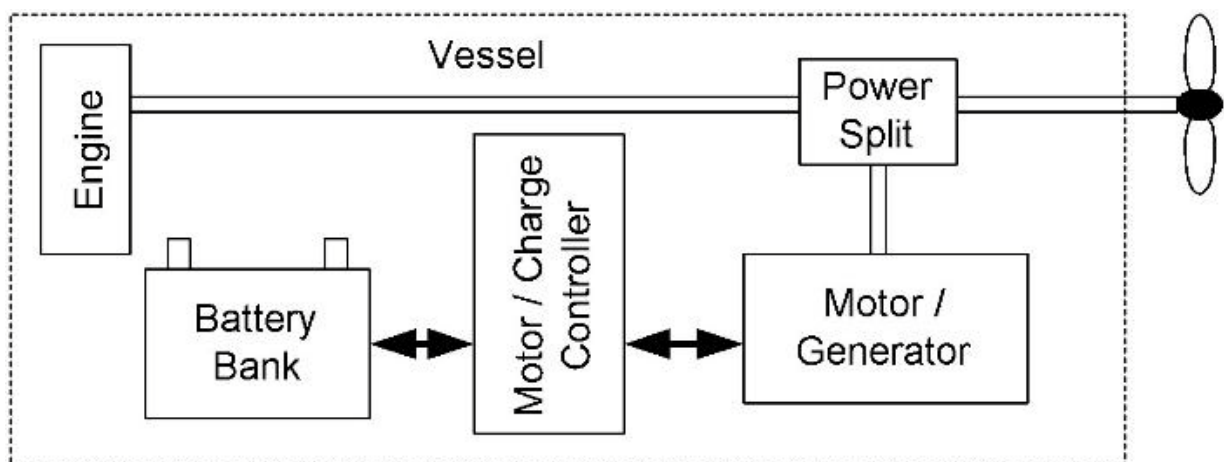 Vessel
Engine
Power
Split
Motor / Charge
Controller
Battery
Bank
Motor /
Generator